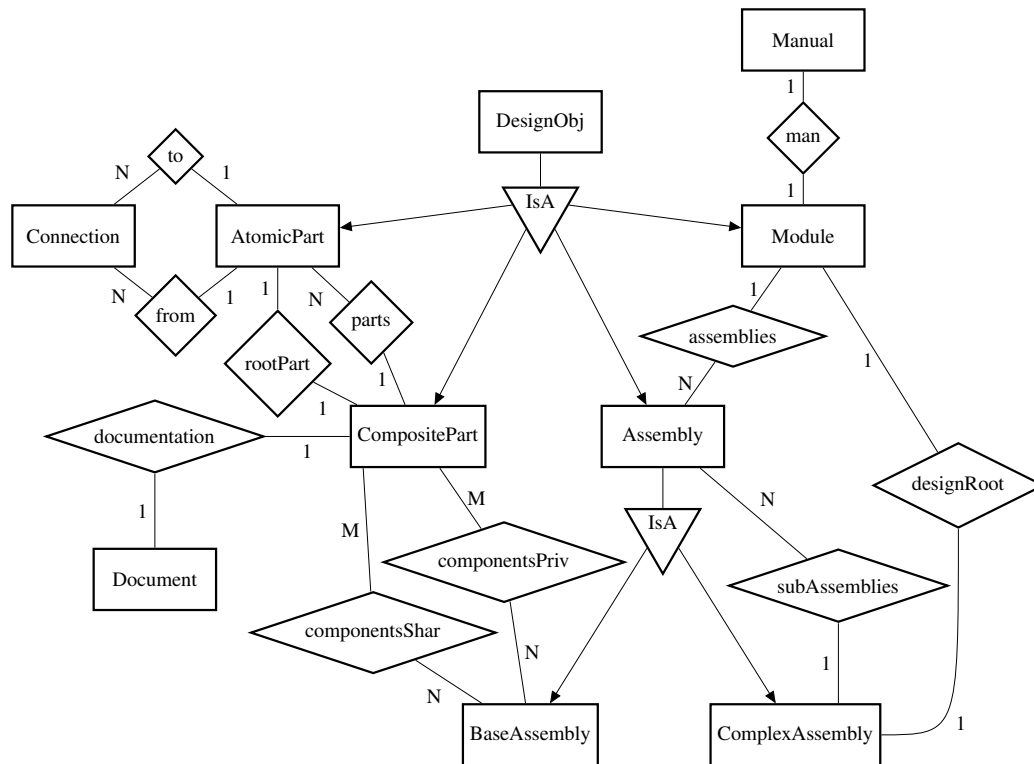 Manual
1
man
1
DesignObj
IsA
to
N
1
Connection
AtomicPart
Module
N
from
1
1
N
parts
1
assemblies
N
1
rootPart
1
1
documentation
1
CompositePart
Assembly
designRoot
1
Document
M
M
componentsPriv
IsA
N
subAssemblies
componentsShar
N
N
1
1
BaseAssembly
ComplexAssembly